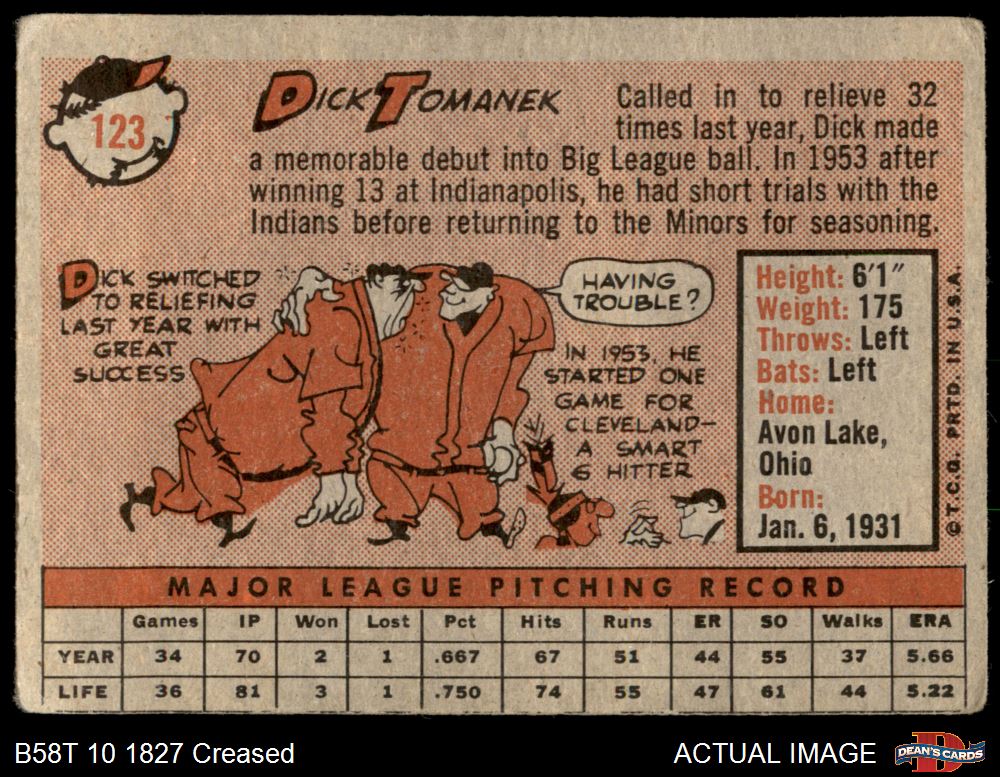 123
DICK TOMANEK
Called in to relieve 32
times last year, Dick made
a memorable debut into Big League ball. In 1953 after
winning 13 at Indianapolis, he had short trials with the
Indians before returning to the Minors for seasoning.
DICK SWITCHED
TO RELIEFING
LAST YEAR WITH
GREAT
SUCCESS
HAVING
TROUBLE?
IN 1953, HE
STARTED ONE
GAME FOR
CLEVELAND—
A SMART
6 HITTER
Height: 6'1"
Weight: 175
Throws: Left
Bats: Left
Home:
Avon Lake,
Ohio
Born:
Jan. 6, 1931
© T.C.G. PRTD. IN U.S.A.
MAJOR LEAGUE PITCHING RECORD
Games IP Won Lost Pct Hits Runs ER SO Walks ERA
YEAR 34 70 2 1 .667 67 51 44 55 37 5.66
LIFE 36 81 3 1 .750 74 55 47 61 44 5.22
B58T 10 1827 Creased
ACTUAL IMAGE
DEAN'S CARDS